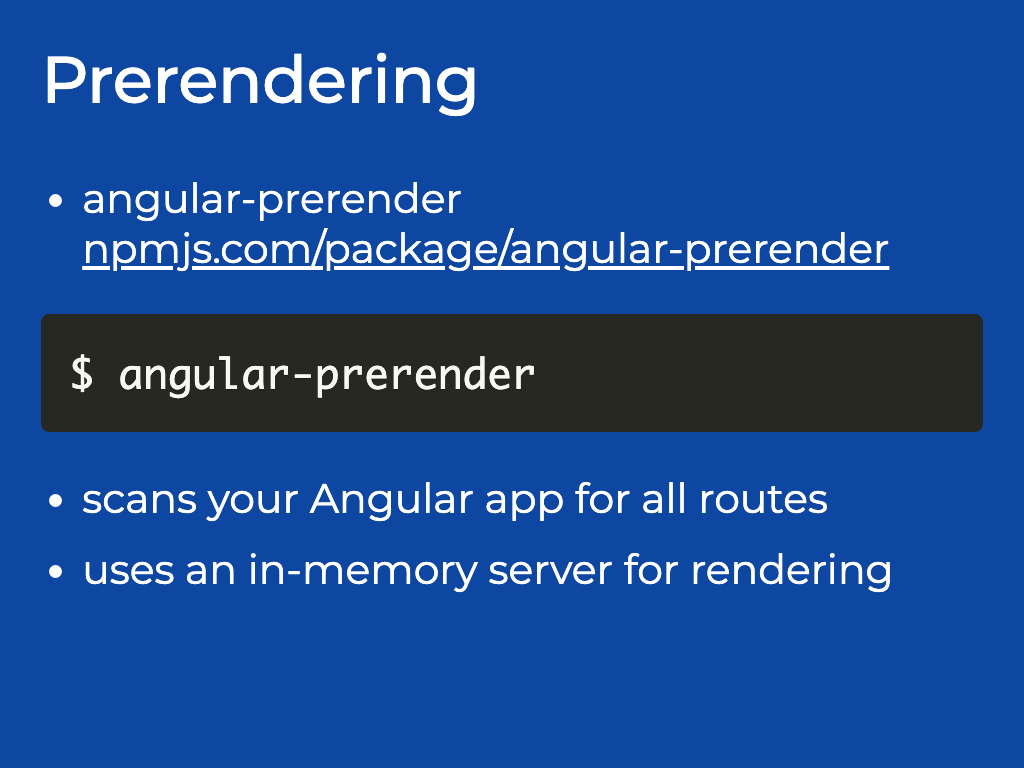 Prerendering
• angular-prerender
npmjs.com/package/angular-prerender
$ angular-prerender
• scans your Angular app for all routes
• uses an in-memory server for rendering